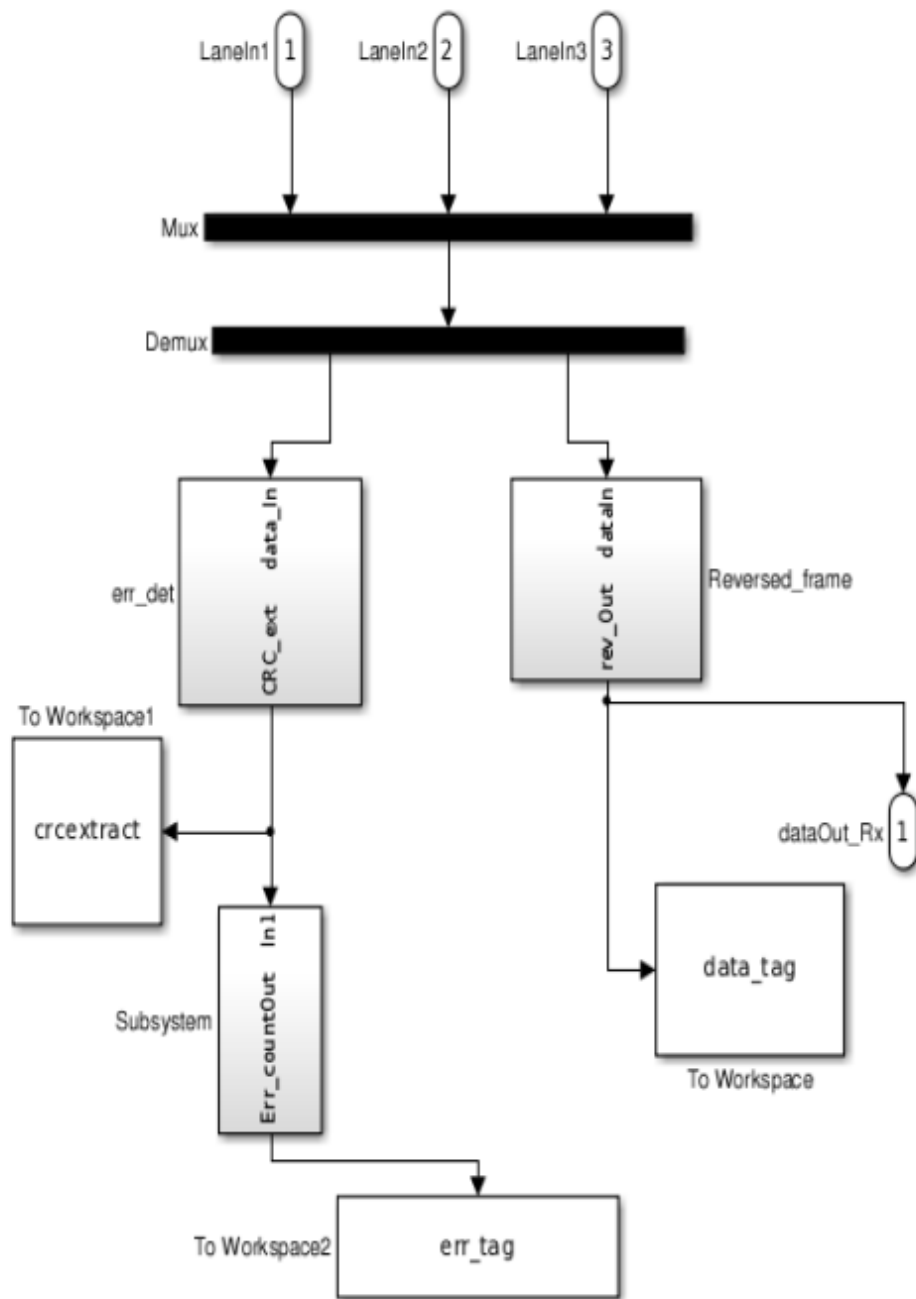 LaneIn1 1
LaneIn2 2
LaneIn3 3
Mux
Demux
data_In
CRC_ext
err_det
dataIn
rev_Out
Reversed_frame
To Workspace1
crcextract
dataOut_Rx 1
In1
Err_countOut
Subsystem
data_tag
To Workspace
To Workspace2
err_tag